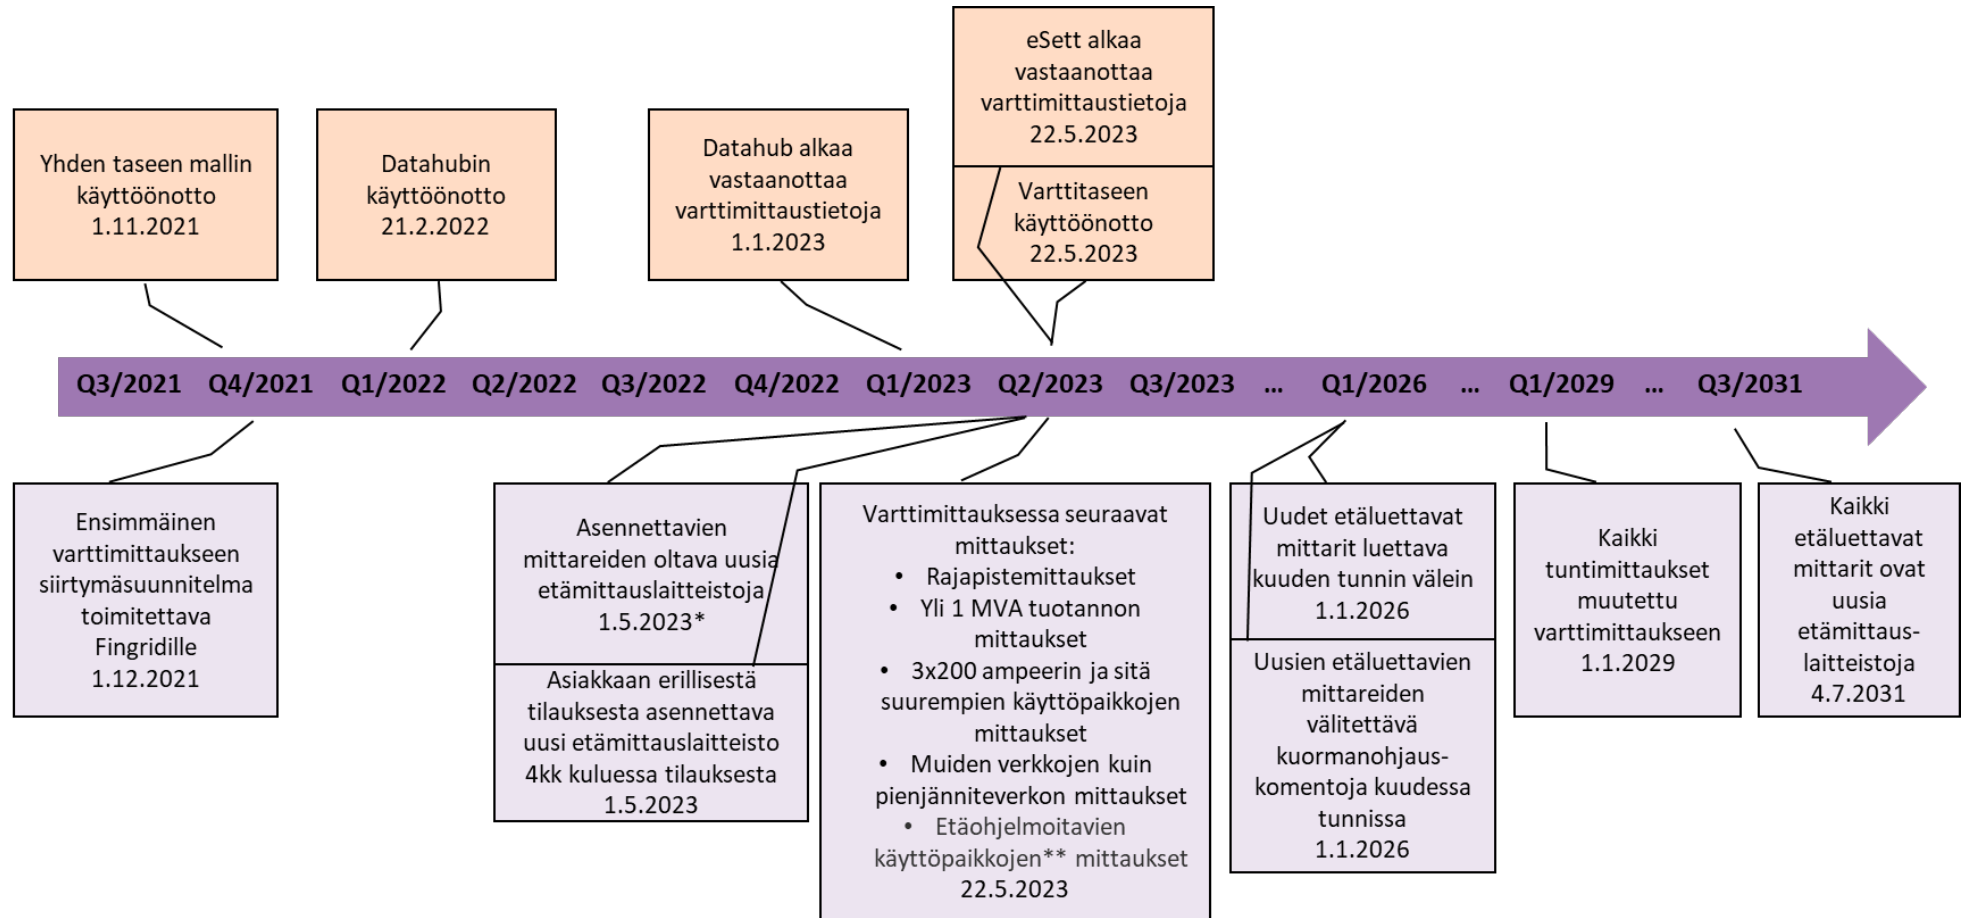 eSett alkaa
vastaanottaa
varttimittaustietoja
22.5.2023
Yhden taseen mallin
käyttöönotto
1.11.2021
Datahubin
käyttöönotto
21.2.2022
Datahub alkaa
vastaanottaa
varttimittaustietoja
1.1.2023
Varttitaseen
käyttöönotto
22.5.2023
Q3/2021 Q4/2021 Q1/2022 Q2/2022 Q3/2022 Q4/2022 Q1/2023 Q2/2023 Q3/2023 ... Q1/2026 ... Q1/2029 ... Q3/2031
Ensimmäinen
varttimittaukseen
siirtymäsuunnitelma
toimitettava
Fingridille
1.12.2021
Asennettavien
mittareiden oltava uusia
etämittauslaitteistoja
1.5.2023*
Asiakkaan erillisestä
tilauksesta asennettava
uusi etämittauslaitteisto
4kk kuluessa tilauksesta
1.5.2023
Varttimittauksessa seuraavat
mittaukset:
• Rajapistemittaukset
• Yli 1 MVA tuotannon
mittaukset
• 3x200 ampeerin ja sitä
suurempien käyttöpaikkojen
mittaukset
• Muiden verkkojen kuin
pienjänniteverkon mittaukset
• Etäohjelmoitavien
käyttöpaikkojen** mittaukset
22.5.2023
Uudet etäluettavat
mittarit luettava
kuuden tunnin välein
1.1.2026
Uusien etäluettavien
mittareiden
välitettävä
kuormanohjaus-
komentoja kuudessa
tunnissa
1.1.2026
Kaikki
tuntimittaukset
muutettu
varttimittaukseen
1.1.2029
Kaikki
etäluettavat
mittarit ovat
uusia
etämittaus-
laitteistoja
4.7.2031